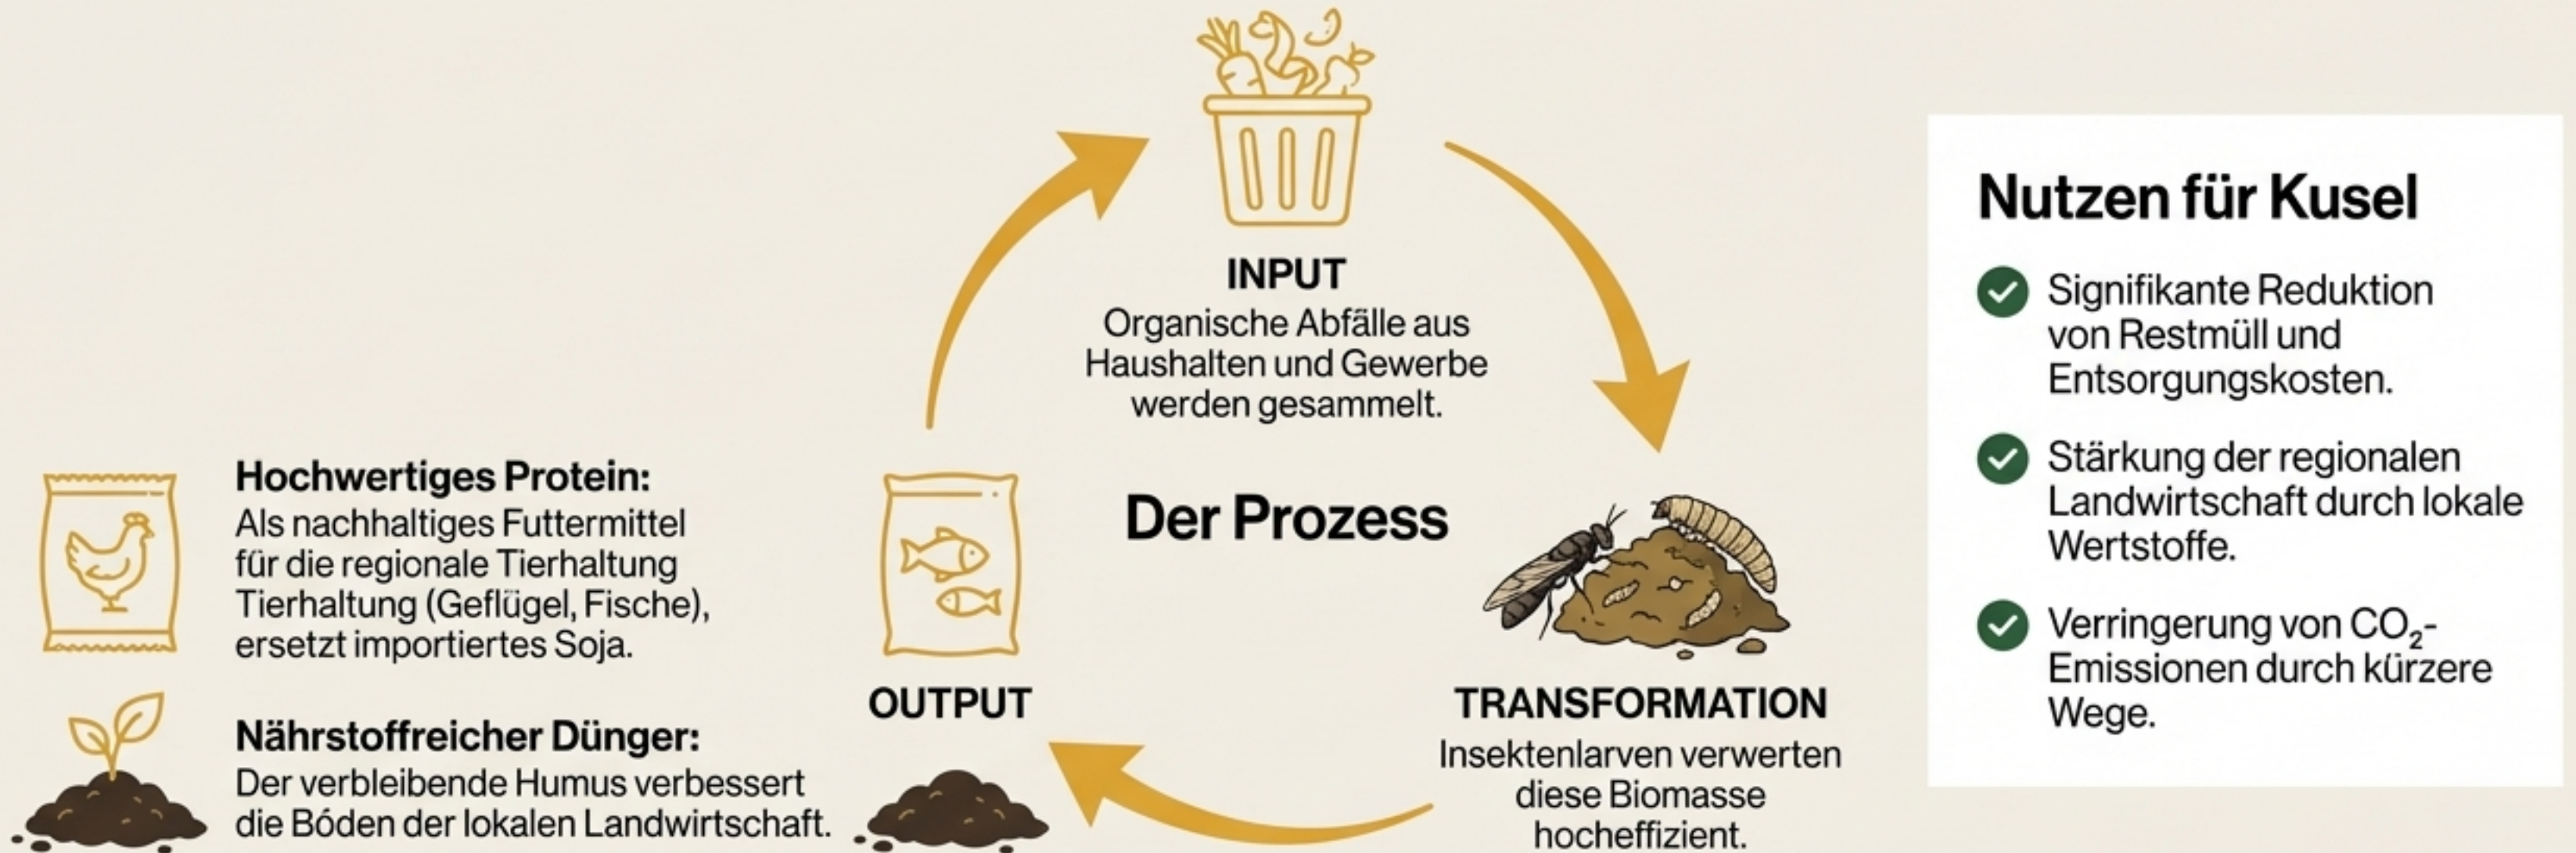 INPUT
Organische Abfälle aus
Haushalten und Gewerbe
werden gesammelt.
Der Prozess
TRANSFORMATION
Insektenlarven verwerten
diese Biomasse
hocheffizient.
OUTPUT
Hochwertiges Protein:
Als nachhaltiges Futtermittel
für die regionale Tierhaltung
Tierhaltung (Geflügel, Fische),
ersetzt importiertes Soja.
Nährstoffreicher Dünger:
Der verbleibende Humus verbessert
die Bóden der lokalen Landwirtschaft.
Nutzen für Kusel
Signifikante Reduktion
von Restmüll und
Entsorgungskosten.
Stärkung der regionalen
Landwirtschaft durch lokale
Wertstoffe.
Verringerung von CO₂-
Emissionen durch kürzere
Wege.